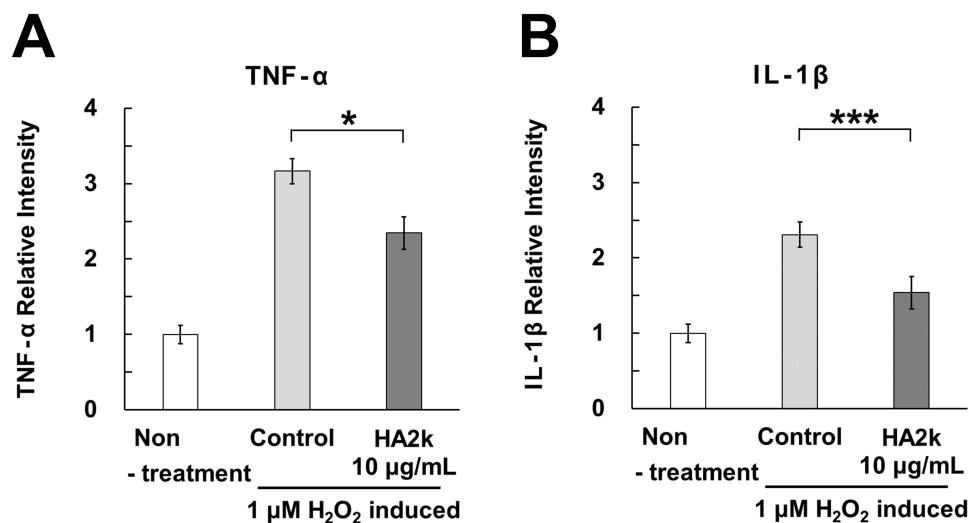 A
TNF-α
TNF-α Relative Intensity
4
3
2
1
0
*
Non
- treatment
Control
HA2k
10 µg/mL
1 µM H₂O₂ induced
B
IL-1β
IL-1β Relative Intensity
4
3
2
1
0
***
Non
- treatment
Control
HA2k
10 µg/mL
1 µM H₂O₂ induced